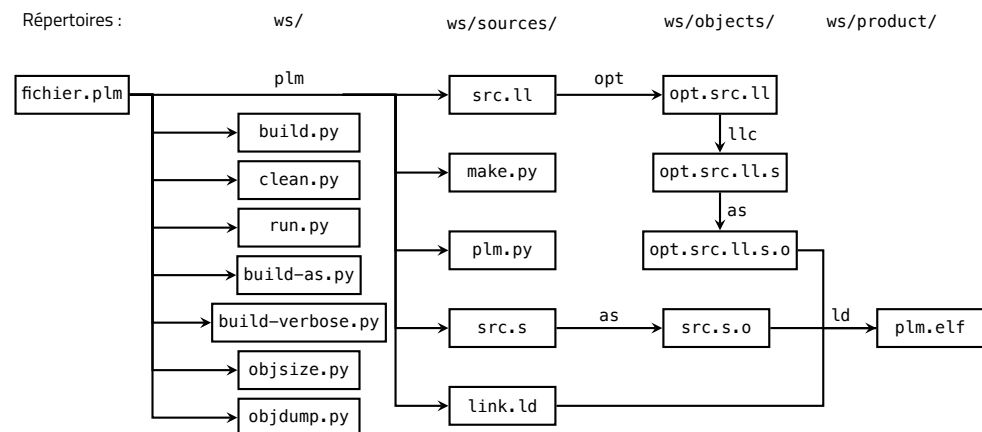 Répertoires : ws/ ws/sources/ ws/objects/ ws/product/
plm opt
fichier.plm src.ll opt.src.ll
build.py llc
clean.py make.py opt.src.ll.s
run.py as
plm.py opt.src.ll.s.o
build-as.py
as ld
build-verbose.py src.s src.s.o plm.elf
objsize.py
link.ld
objdump.py